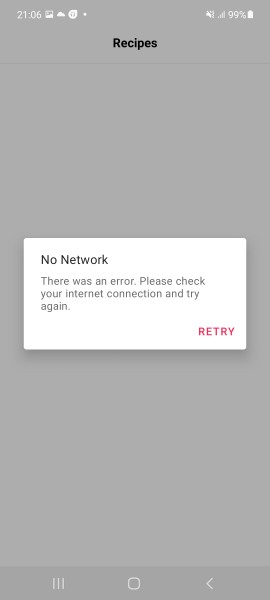 21:06 99%
Recipes
No Network
There was an error. Please check
your internet connection and try
again.
RETRY